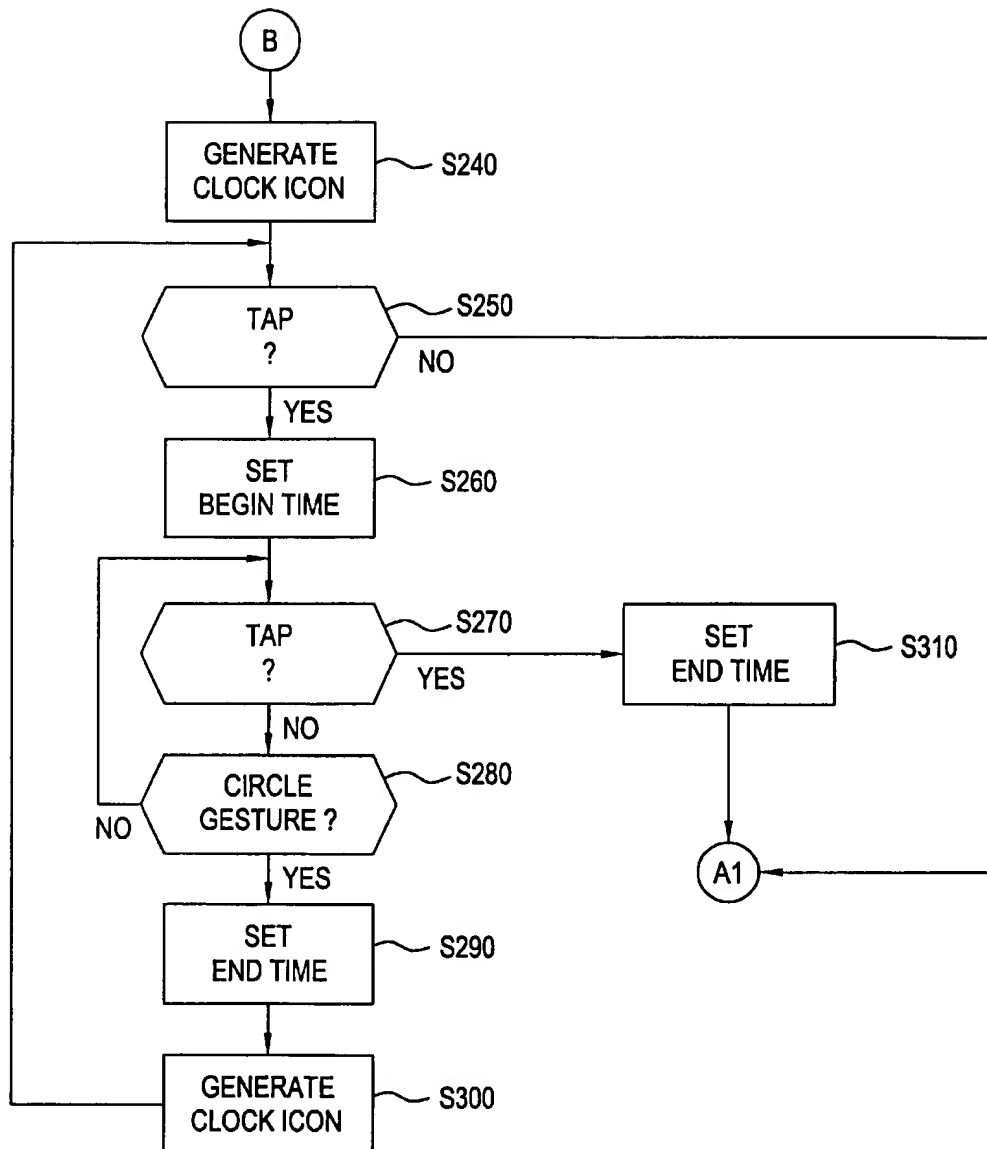 B
GENERATE
CLOCK ICON
S240
TAP
?
S250
NO
YES
SET
BEGIN TIME
S260
TAP
?
S270
YES
NO
SET
END TIME
S310
CIRCLE
GESTURE ?
S280
NO
YES
A1
SET
END TIME
S290
GENERATE
CLOCK ICON
S300